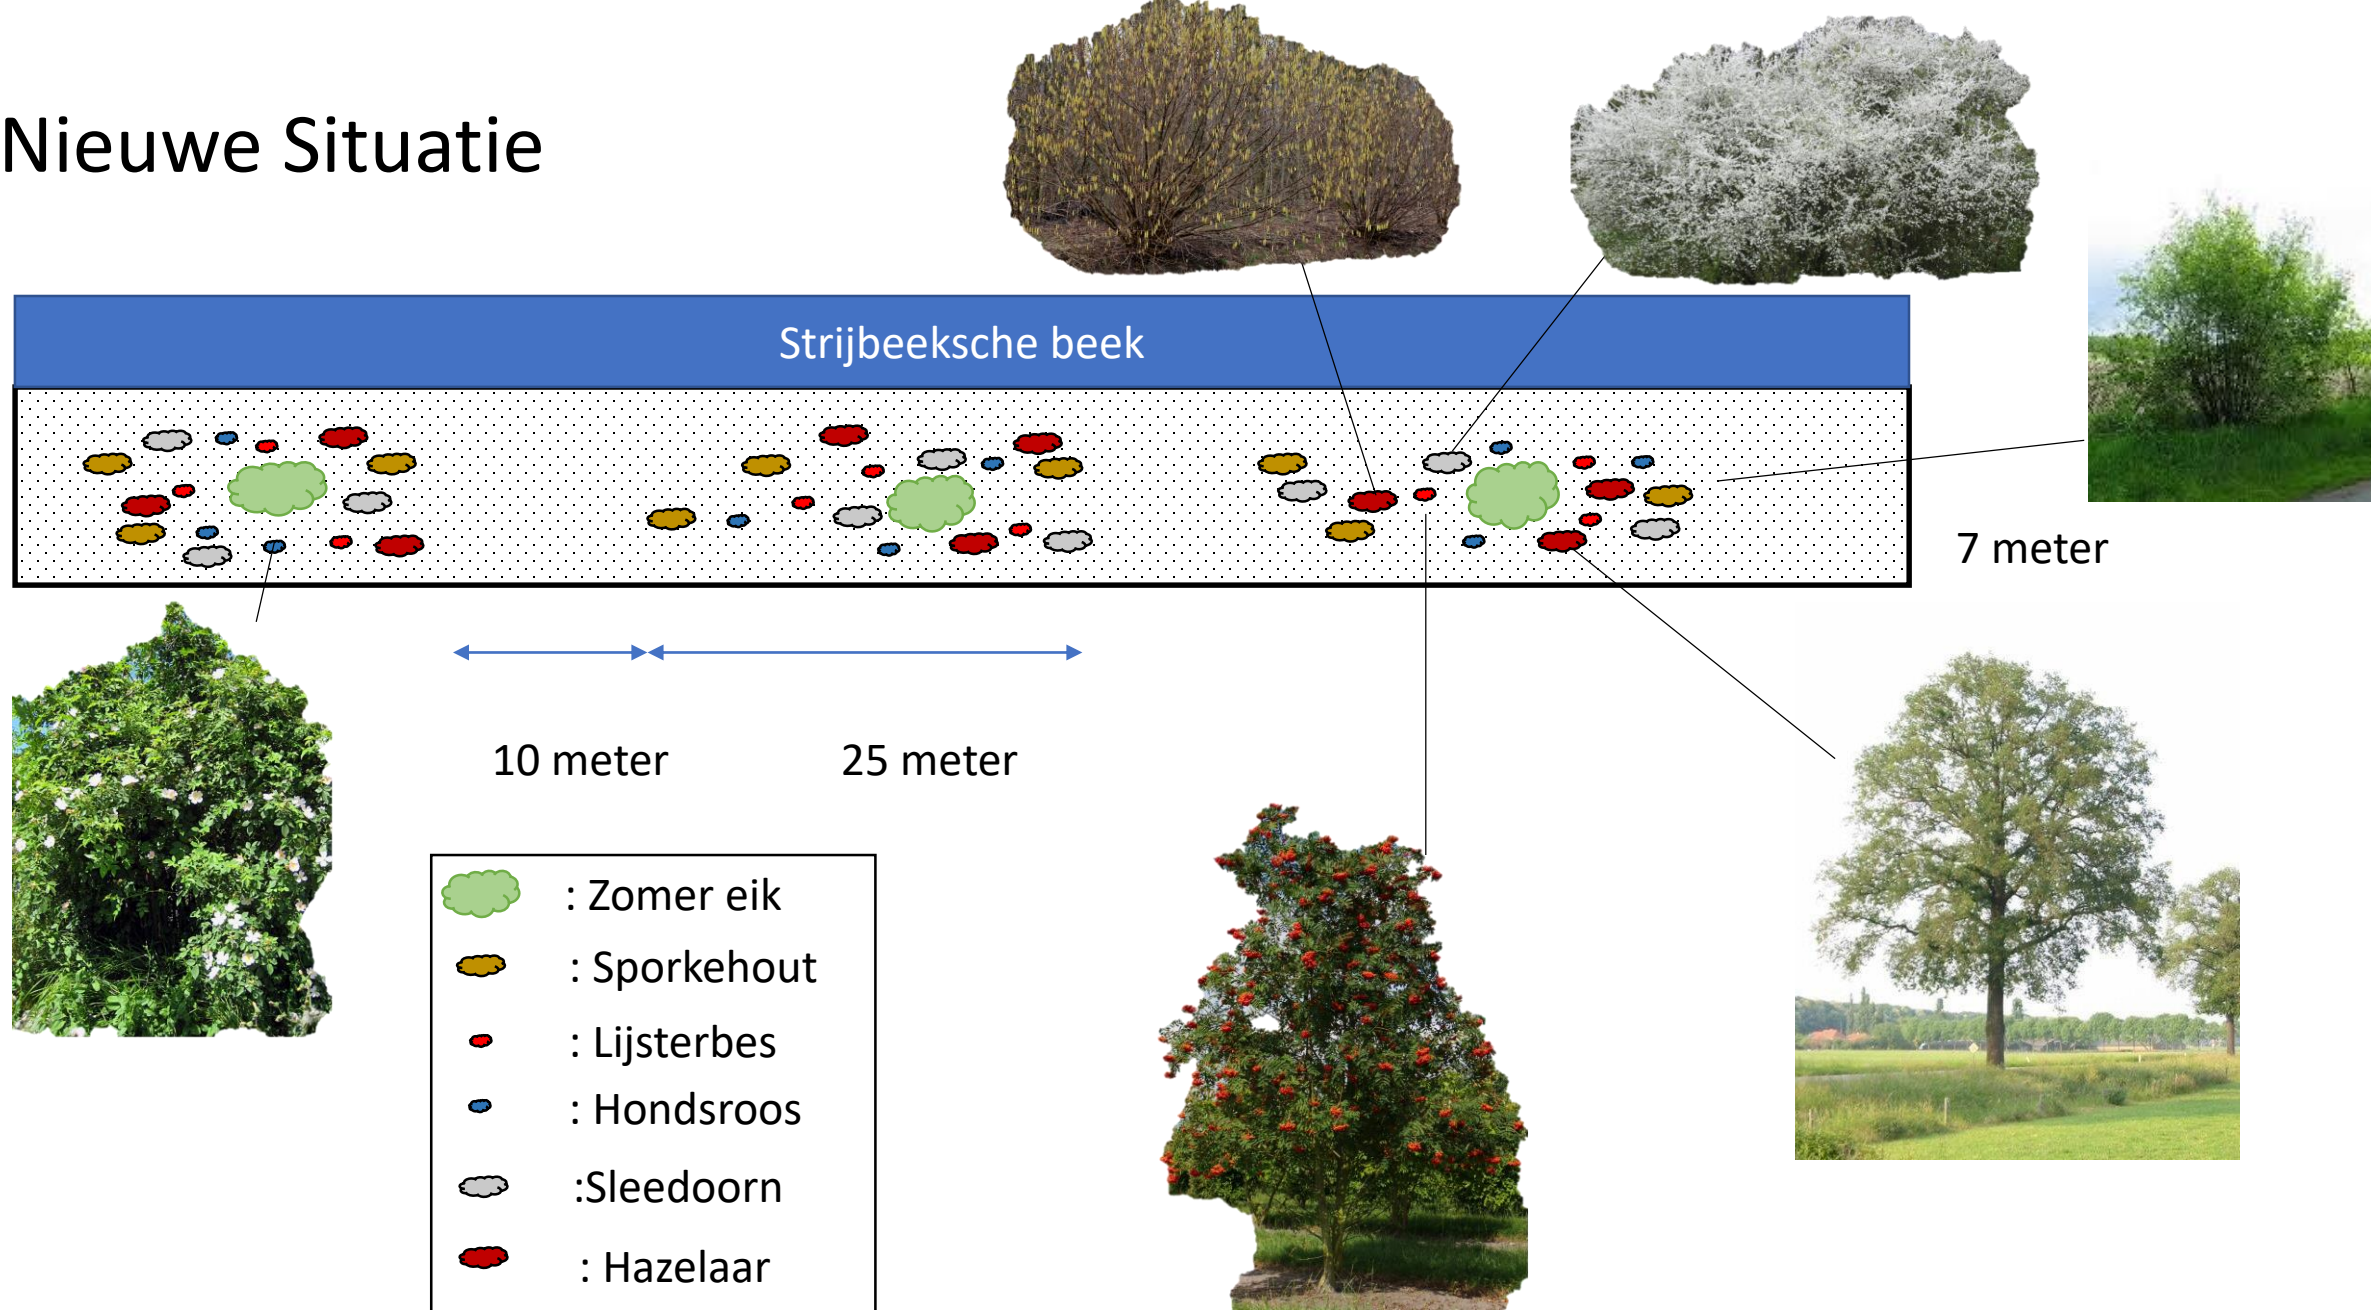 Nieuwe Situatie
Strijbeeksche beek
7 meter
10 meter
25 meter
: Zomer eik
: Sporkehout
: Lijsterbes
: Hondsroos
:Sleedoorn
: Hazelaar